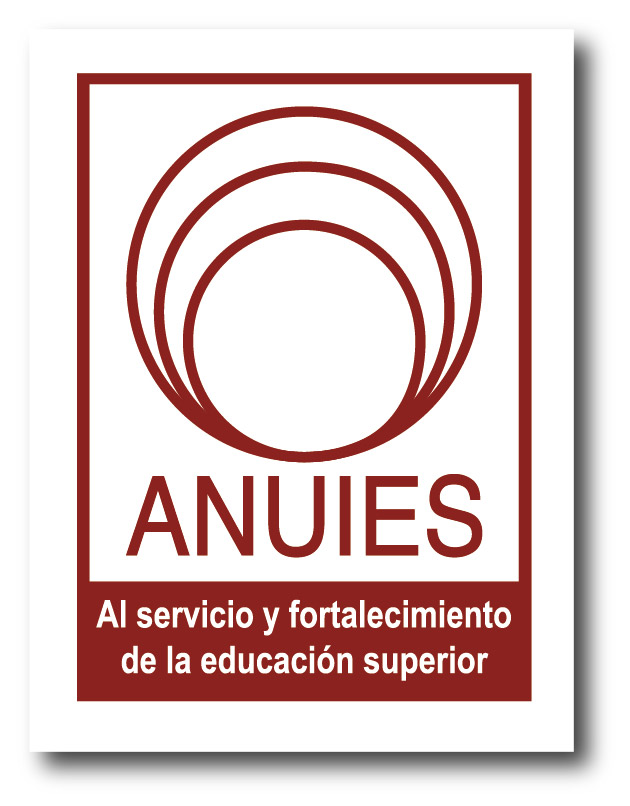 ANUIES
Al servicio y fortalecimiento
de la educación superior